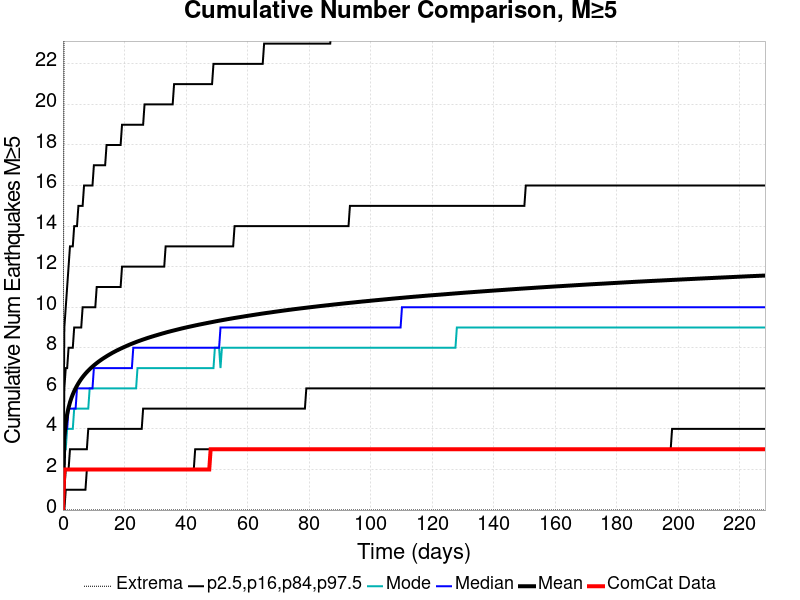 Cumulative Number Comparison, M≥5
Cumulative Num Earthquakes M≥5
22
20
18
16
14
12
10
8
6
4
2
0
0 20 40 60 80 100 120 140 160 180 200 220
Time (days)
Extrema p2.5,p16,p84,p97.5 Mode Median Mean ComCat Data